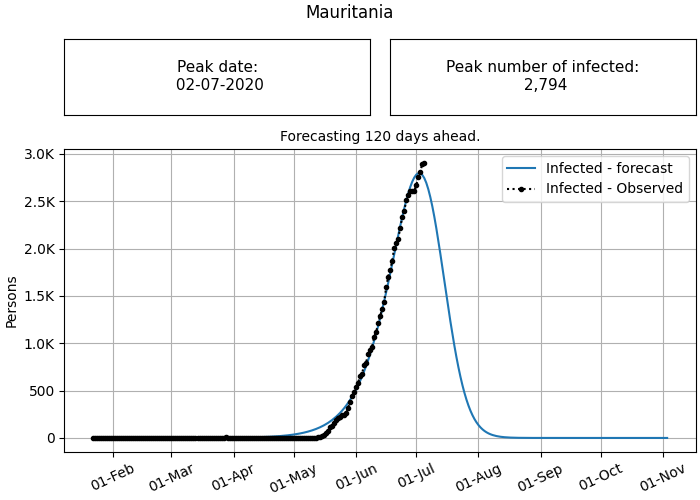 Mauritania
Peak date:
02-07-2020
Peak number of infected:
2,794
Forecasting 120 days ahead.
3.0K
2.5K
2.0K
1.5K
1.0K
500
0
Persons
Infected - forecast
Infected - Observed
01-Feb
01-Mar
01-Apr
01-May
01-Jun
01-Jul
01-Aug
01-Sep
01-Oct
01-Nov